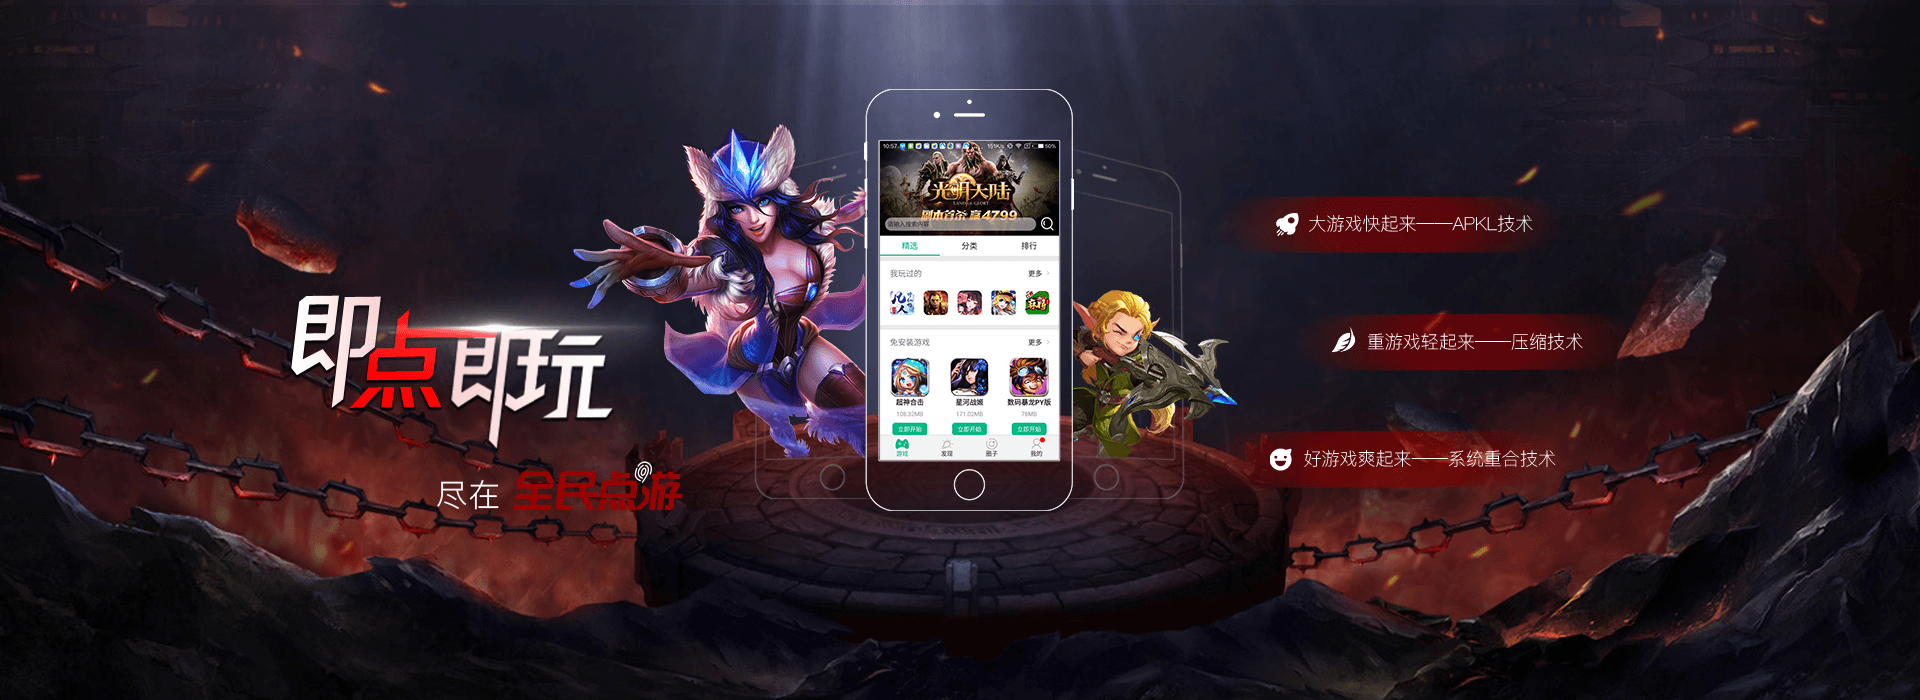 即点即玩
尽在 全民点游
10:57
151K/s
50%
光明大陆
LAND OF GLORY
副本首杀 赢4799
请输入搜索内容
精选 分类 排行
我玩过的 更多
凡人
麻将
免安装游戏 更多
超神合击 星河战姬 数码暴龙PY版
108.32MB 171.02MB 78MB
立即开始 立即开始 立即开始
游戏 发现 圈子 我的
大游戏快起来——APKL技术
重游戏轻起来——压缩技术
好游戏爽起来——系统重合技术